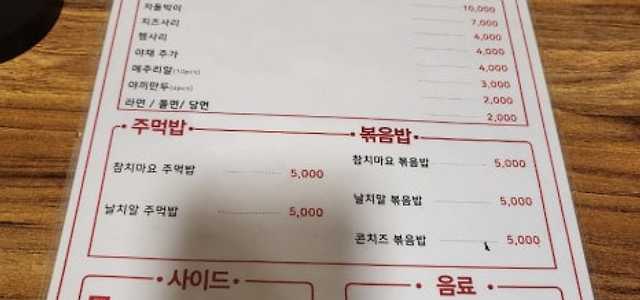 10,000
차돌박이 7,000
치즈사리 4,000
햄사리 4,000
야채 추가 4,000
메추리알(10pcs) 3,000
야끼만두(4pcs) 2,000
라면 / 쫄면/ 당면 2,000
주먹밥
참치마요 주먹밥 5,000
날치알 주먹밥 5,000
볶음밥
참치마요 볶음밥 5,000
날치알 볶음밥 5,000
콘치즈 볶음밥 5,000
사이드
음료